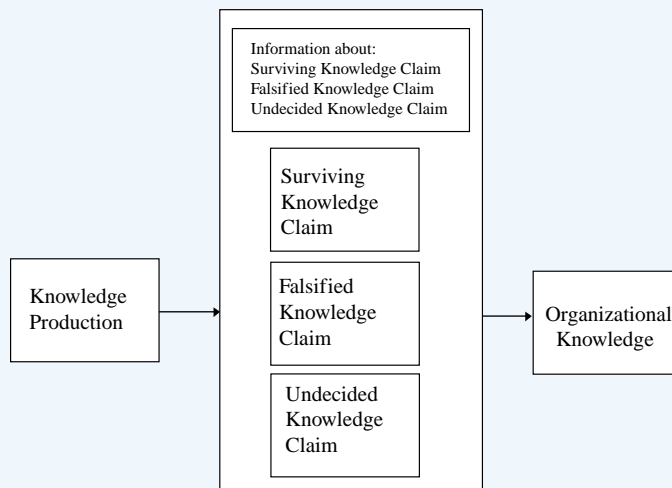 Information about:
Surviving Knowledge Claim
Falsified Knowledge Claim
Undecided Knowledge Claim
Surviving
Knowledge
Claim
Knowledge
Production
Falsified
Knowledge
Claim
Organizational
Knowledge
Undecided
Knowledge
Claim